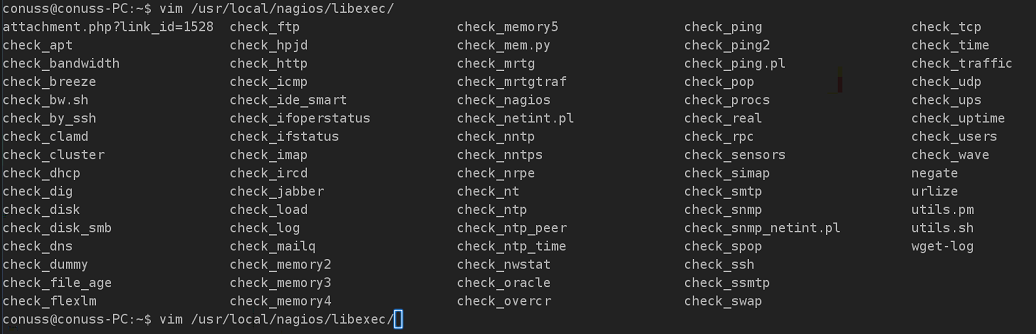 conuss@conuss-PC:~$ vim /usr/local/nagios/libexec/
attachment.php?link_id=1528 check_ftp check_memory5 check_ping check_tcp
check_apt check_hpjd check_mem.py check_ping2 check_time
check_bandwidth check_http check_mrtg check_ping.pl check_traffic
check_breeze check_icmp check_mrtgtraf check_pop check_udp
check_bw.sh check_ide_smart check_nagios check_procs check_ups
check_by_ssh check_ifoperstatus check_netint.pl check_real check_uptime
check_clamd check_ifstatus check_nntp check_rpc check_users
check_cluster check_imap check_nntps check_sensors check_wave
check_dhcp check_ircd check_nrpe check_simap negate
check_dig check_jabber check_nt check_smtp urlize
check_disk check_load check_ntp check_snmp utils.pm
check_disk_smb check_log check_ntp_peer check_snmp_netint.pl utils.sh
check_dns check_mailq check_ntp_time check_spop wget-log
check_dummy check_memory2 check_nwstat check_ssh
check_file_age check_memory3 check_oracle check_ssmtp
check_flexlm check_memory4 check_overcr check_swap
conuss@conuss-PC:~$ vim /usr/local/nagios/libexec/